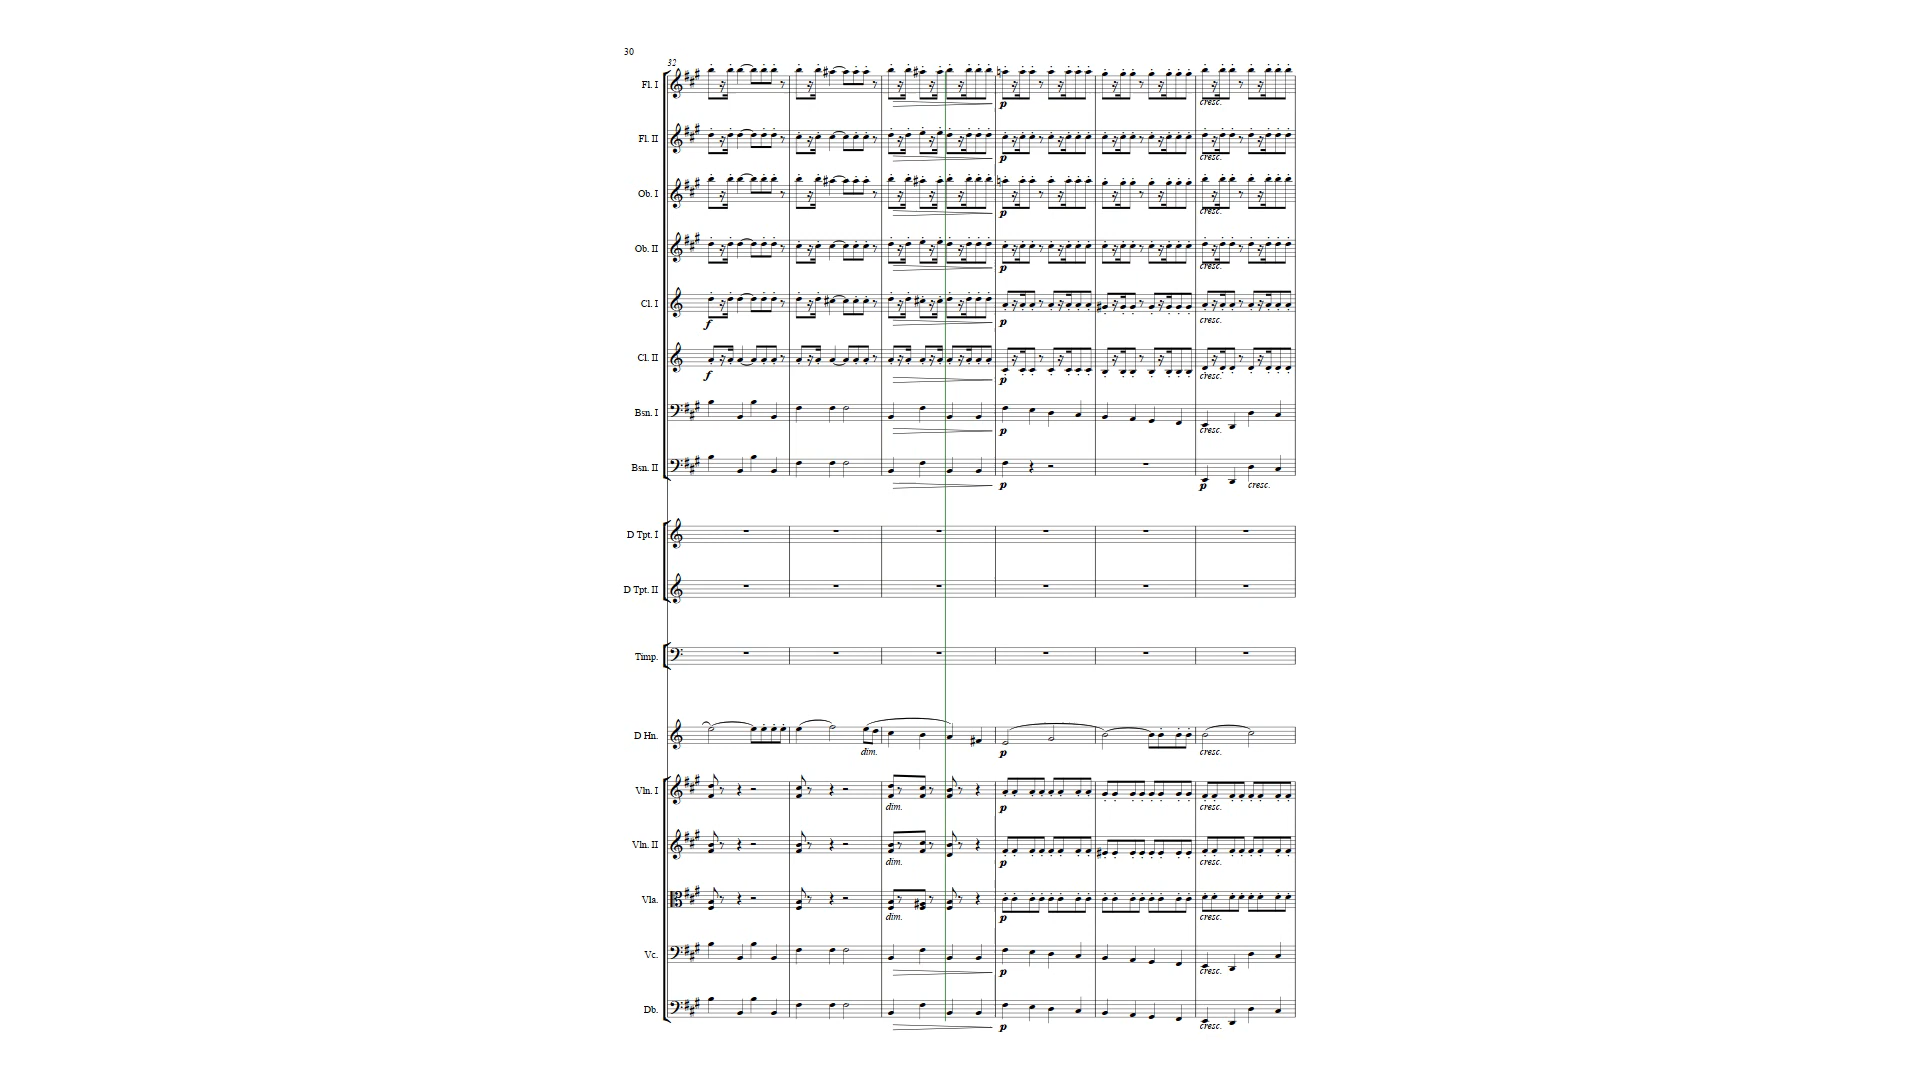 30
32
Fl. I
cresc.
p
Fl. II
p
cresc.
Ob. I
p
cresc.
Ob. II
p
cresc.
Cl. I
f
p
cresc.
Cl. II
f
p
cresc.
Bsn. I
p
cresc.
Bsn. II
p
p
cresc.
D Tpt. I
D Tpt. II
Timp.
D Hn.
dim.
p
cresc.
Vln. I
dim.
p
cresc.
Vln. II
dim.
p
cresc.
Vla.
dim.
p
cresc.
Vc.
p
cresc.
Db.
p
cresc.